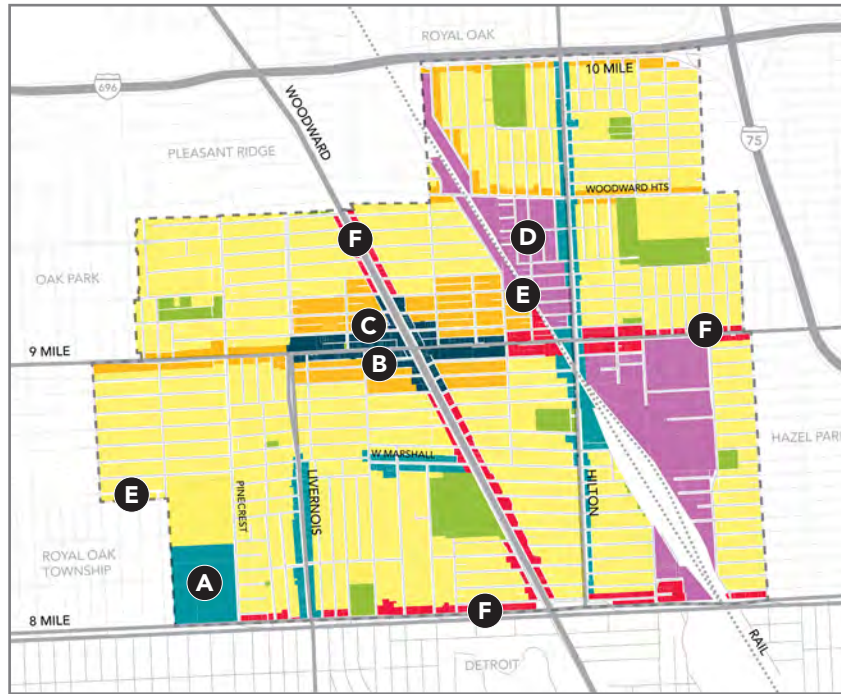 ROYAL OAK
10 MILE
696
WOODWARD
75
PLEASANT RIDGE
WOODWARD HTS
F
D
OAK PARK
E
C
F
9 MILE
B
HAZEL PARK
W MARSHALL
LIVERNOIS
HILTON
PINECREST
E
ROYAL OAK
TOWNSHIP
A
F
8 MILE
RAIL
DETROIT